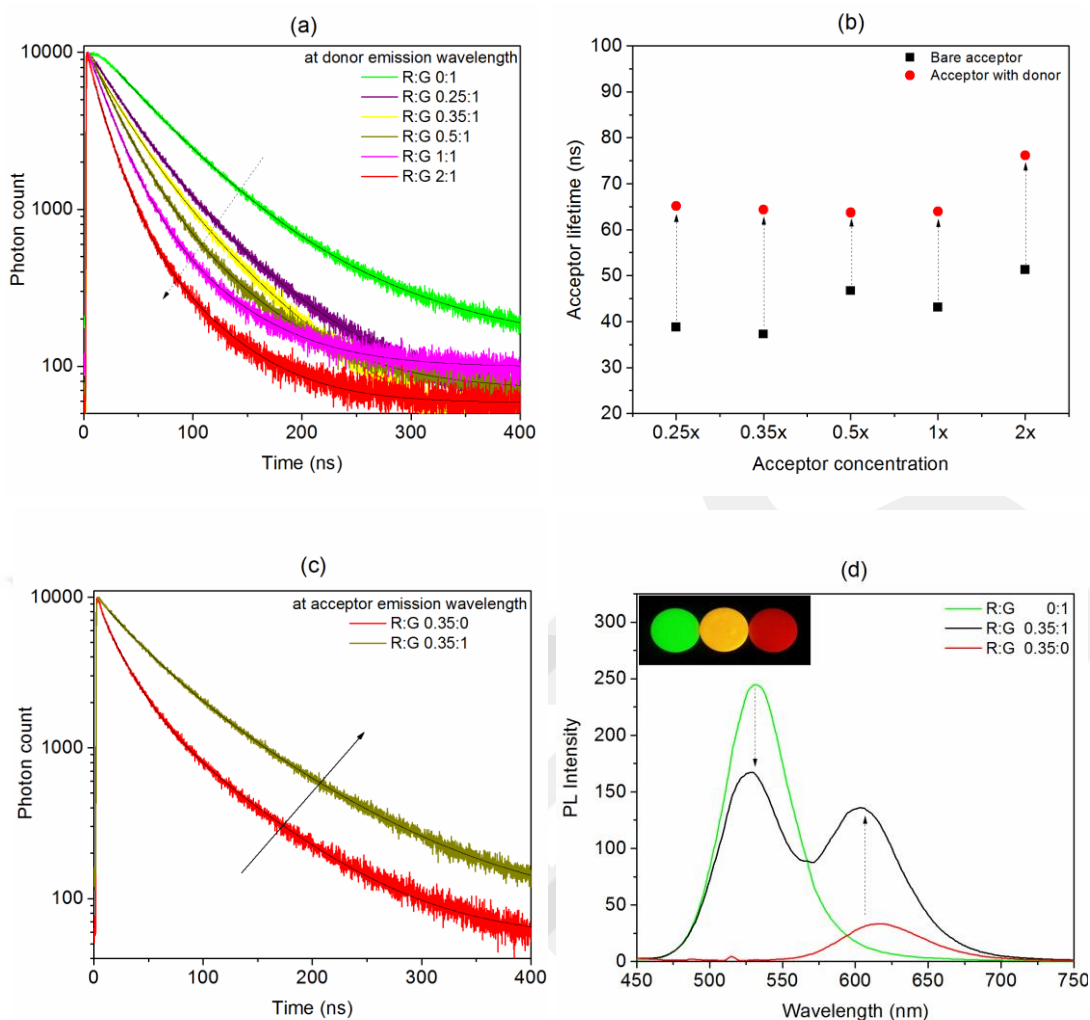 (a)
at donor emission wavelength
R:G 0:1
R:G 0.25:1
R:G 0.35:1
R:G 0.5:1
R:G 1:1
R:G 2:1
10000
1000
100
Photon count
0 100 200 300 400
Time (ns)
(b)
Bare acceptor
Acceptor with donor
100
90
80
70
60
50
40
30
20
Acceptor lifetime (ns)
0.25x 0.35x 0.5x 1x 2x
Acceptor concentration
(c)
at acceptor emission wavelength
R:G 0.35:0
R:G 0.35:1
10000
1000
100
Photon count
0 100 200 300 400
Time (ns)
(d)
R:G 0:1
R:G 0.35:1
R:G 0.35:0
300
250
200
150
100
50
0
PL Intensity
450 500 550 600 650 700 750
Wavelength (nm)